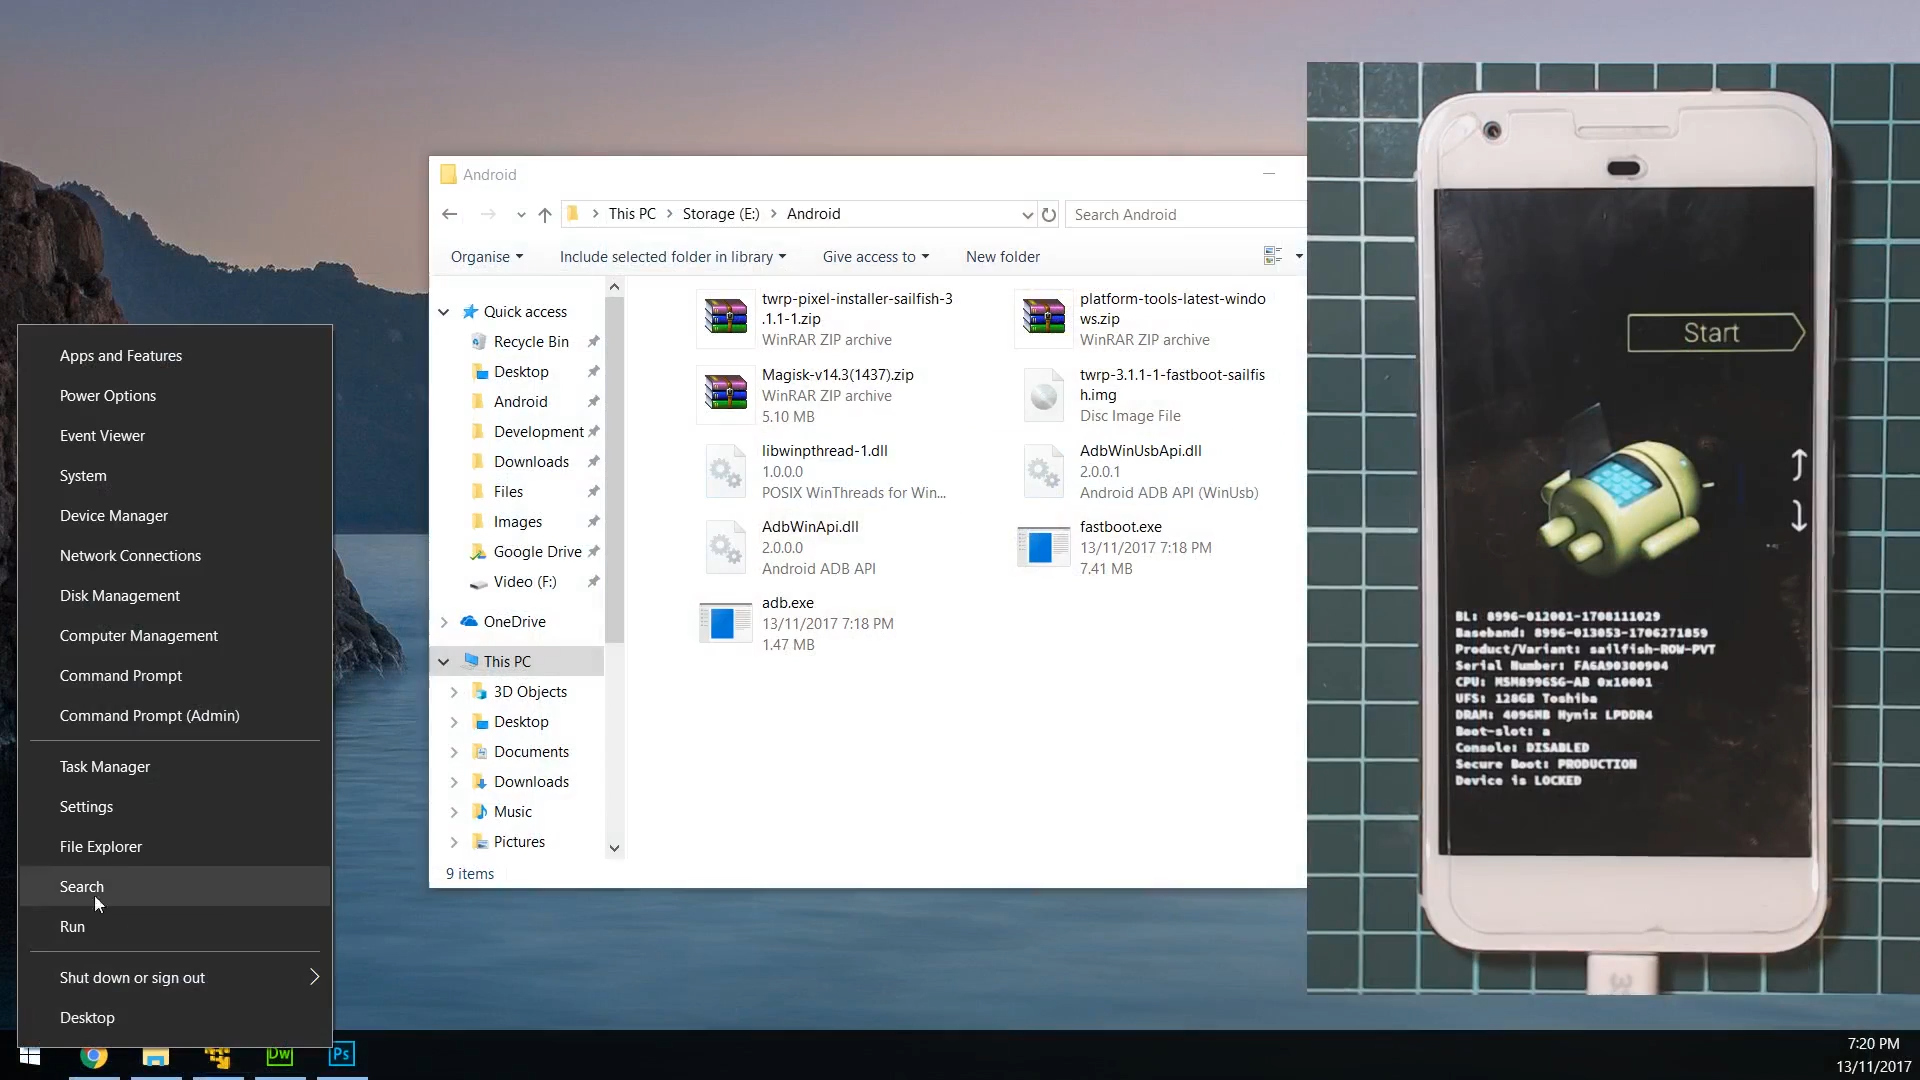 Android
This PC
Storage (E:)
Android
Search Android
Organise
Include selected folder in library
Give access to
New folder
Quick access
Recycle Bin
Desktop
Android
Development
Downloads
Files
Images
Google Drive
Video (F:)
OneDrive
This PC
3D Objects
Desktop
Documents
Downloads
Music
Pictures
9 items
twrp-pixel-installer-sailfish-3
.1.1-1.zip
WinRAR ZIP archive
platform-tools-latest-windo
ws.zip
WinRAR ZIP archive
Magisk-v14.3(1437).zip
WinRAR ZIP archive
5.10 MB
twrp-3.1.1-1-fastboot-sailfis
h.img
Disc Image File
libwinpthread-1.dll
1.0.0.0
POSIX WinThreads for Win...
AdbWinUsbApi.dll
2.0.0.1
Android ADB API (WinUsb)
AdbWinApi.dll
2.0.0.0
Android ADB API
fastboot.exe
13/11/2017 7:18 PM
7.41 MB
adb.exe
13/11/2017 7:18 PM
1.47 MB
Apps and Features
Power Options
Event Viewer
System
Device Manager
Network Connections
Disk Management
Computer Management
Command Prompt
Command Prompt (Admin)
Task Manager
Settings
File Explorer
Search
Run
Shut down or sign out
Desktop
Start
BL: 8996-012001-1708111029
Baseband: 8996-013053-1706271859
Product/Variant: sailfish-ROW-PVT
Serial Number: FA6A90300904
CPU: MSM8996SG-AB 0x10001
UFS: 128GB Toshiba
DRAM: 4096MB Hynix LPDDR4
Boot-slot: a
Console: DISABLED
Secure Boot: PRODUCTION
Device is LOCKED
Dw
Ps
7:20 PM
13/11/2017